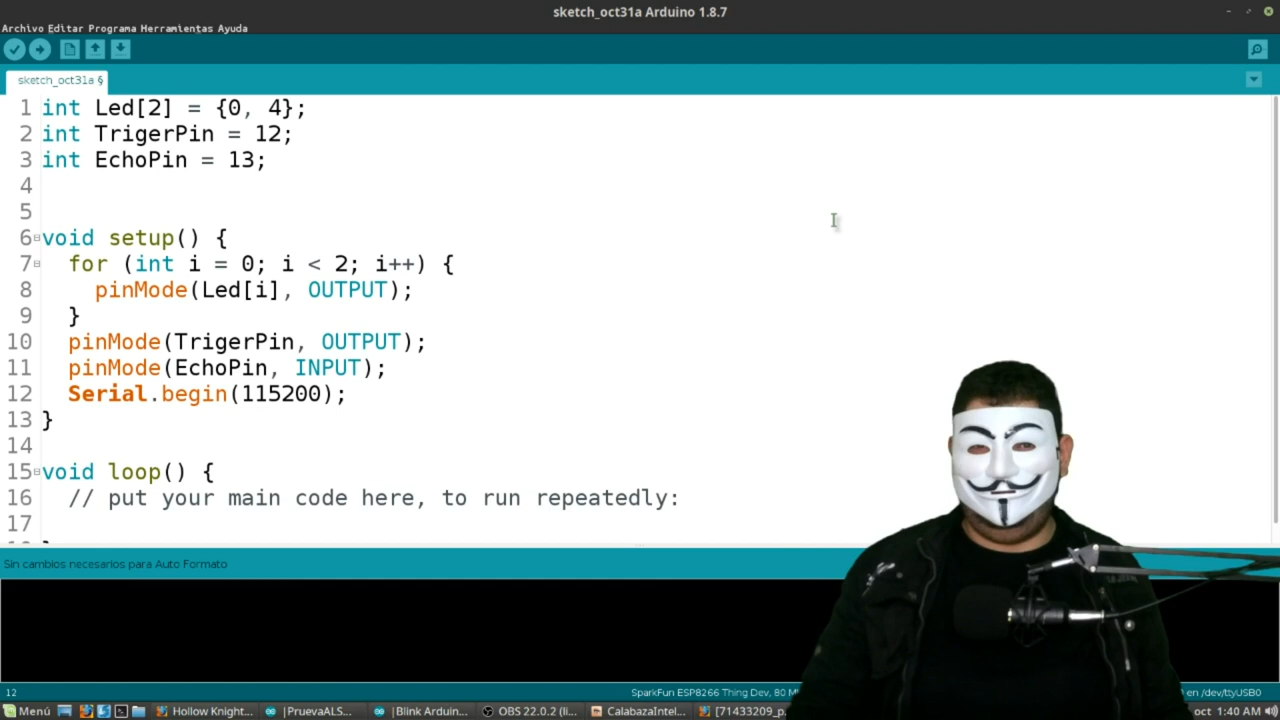 sketch_oct31a Arduino 1.8.7
Archivo Editar Programa Herramientas Ayuda
sketch_oct31a §
1 int Led[2] = {0, 4};
2 int TrigerPin = 12;
3 int EchoPin = 13;
4
5
6 void setup() {
7 for (int i = 0; i < 2; i++) {
8 pinMode(Led[i], OUTPUT);
9 }
10 pinMode(TrigerPin, OUTPUT);
11 pinMode(EchoPin, INPUT);
12 Serial.begin(115200);
13 }
14
15 void loop() {
16 // put your main code here, to run repeatedly:
17
Sin cambios necesarios para Auto Formato
12 SparkFun ESP8266 Thing Dev, 80 en /dev/ttyUSB0
Menú Hollow Knight... |PruevaALS... |Blink Arduin... OBS 22.0.2 (li... CalabazaIntel... [71433209_p. oct 1:40 AM